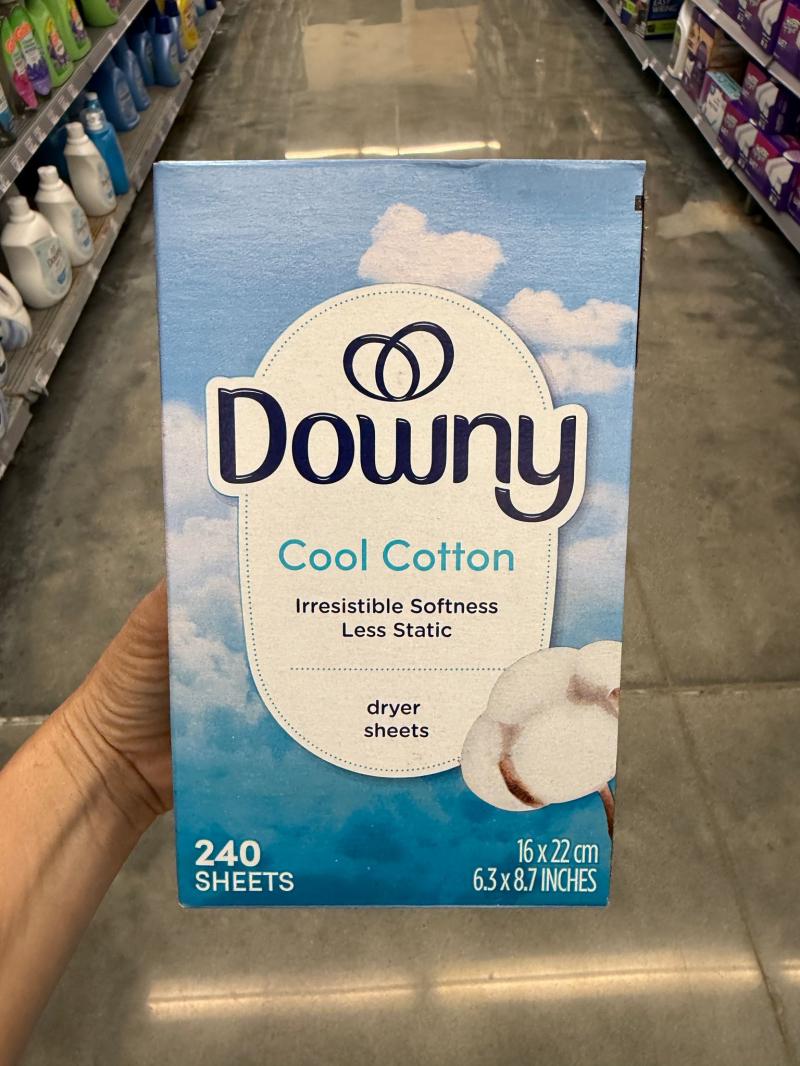 Downy
Cool Cotton
Irresistible Softness
Less Static
dryer
sheets
240
SHEETS
16 x 22 cm
6.3 x 8.7 INCHES
Downy